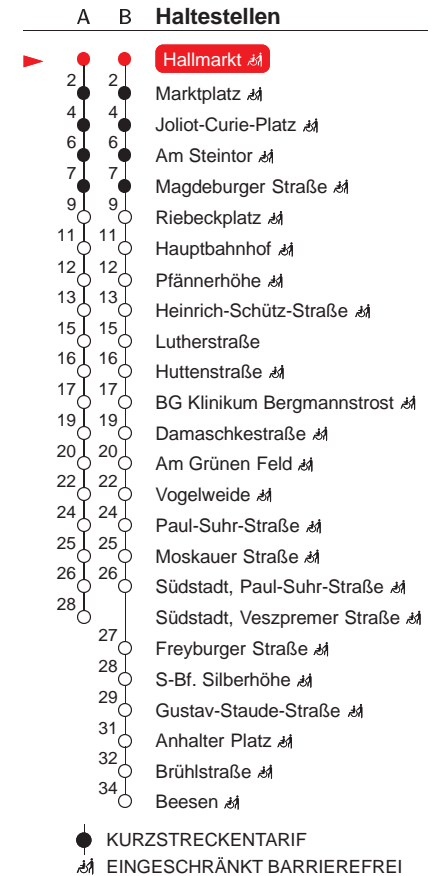 A B Haltestellen
Hallmarkt
2 2 Marktplatz
4 4 Joliot-Curie-Platz
6 6 Am Steintor
7 7 Magdeburger Straße
9 9 Riebeckplatz
11 11 Hauptbahnhof
12 12 Pfännerhöhe
13 13 Heinrich-Schütz-Straße
15 15 Lutherstraße
16 16 Huttenstraße
17 17 BG Klinikum Bergmannstrost
19 19 Damaschkestraße
20 20 Am Grünen Feld
22 22 Vogelweide
24 24 Paul-Suhr-Straße
25 25 Moskauer Straße
26 26 Südstadt, Paul-Suhr-Straße
28 Südstadt, Veszpremer Straße
27 Freyburger Straße
28 S-Bf. Silberhöhe
29 Gustav-Staude-Straße
31 Anhalter Platz
32 Brühlstraße
34 Beesen
KURZSTRECKENTARIF
EINGESCHRÄNKT BARRIEREFREI